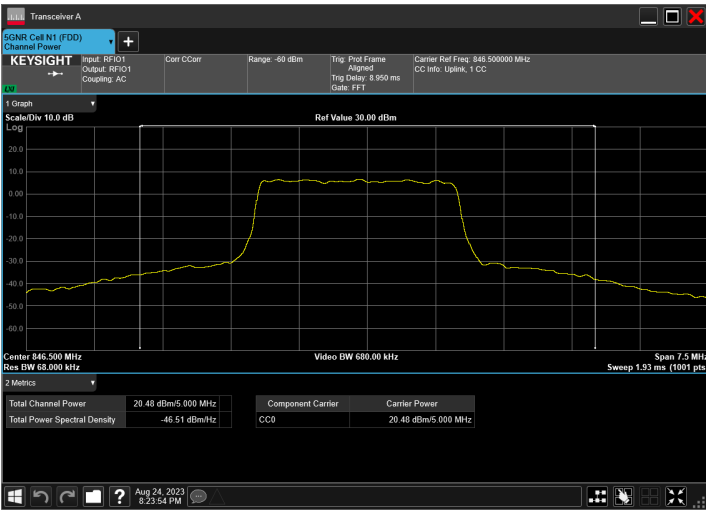 Transceiver A
5GNR Cell N1 (FDD)
Channel Power
KEYSIGHT
LXI
Input: RFIO1
Output: RFIO1
Coupling: AC
Corr CCorr
Range: -60 dBm
Trig: Prot Frame
Aligned
Trig Delay: 8.950 ms
Gate: FFT
Carrier Ref Freq: 846.500000 MHz
CC Info: Uplink, 1 CC
1 Graph
Scale/Div 10.0 dB
Ref Value 30.00 dBm
Log
20.0
10.0
0.00
-10.0
-20.0
-30.0
-40.0
-50.0
-60.0
Center 846.500 MHz
Video BW 680.00 kHz
Span 7.5 MHz
Res BW 68.000 kHz
Sweep 1.93 ms (1001 pts
2 Metrics
Total Channel Power 20.48 dBm/5.000 MHz
Total Power Spectral Density -46.51 dBm/Hz
Component Carrier Carrier Power
CC0 20.48 dBm/5.000 MHz
?
Aug 24, 2023
8:23:54 PM